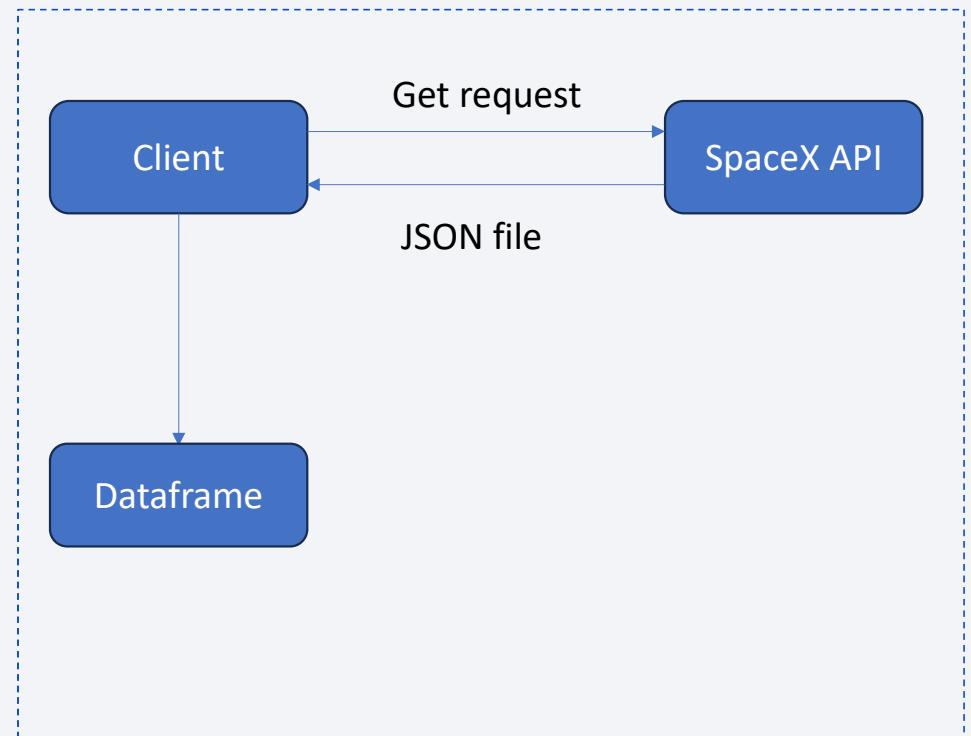 Get request
Client
SpaceX API
JSON file
Dataframe